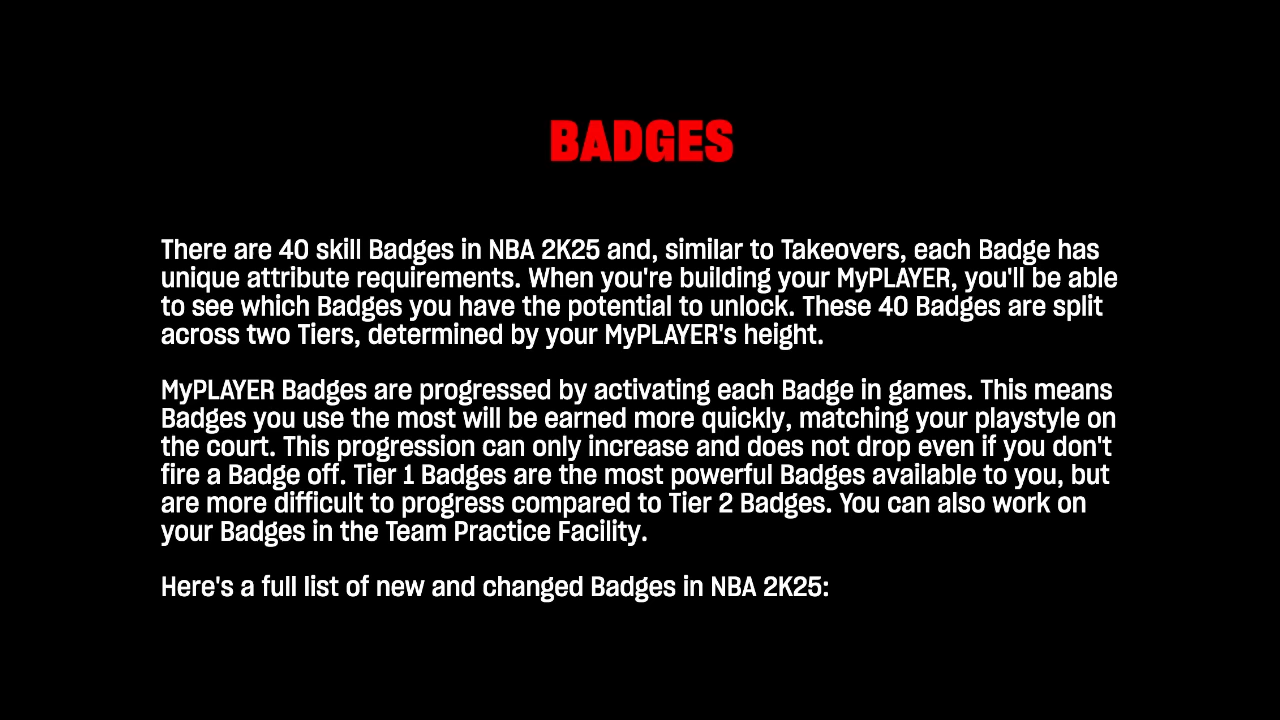 BADGES
There are 40 skill Badges in NBA 2K25 and, similar to Takeovers, each Badge has
unique attribute requirements. When you're building your MyPLAYER, you'll be able
to see which Badges you have the potential to unlock. These 40 Badges are split
across two Tiers, determined by your MyPLAYER's height.
MyPLAYER Badges are progressed by activating each Badge in games. This means
Badges you use the most will be earned more quickly, matching your playstyle on
the court. This progression can only increase and does not drop even if you don't
fire a Badge off. Tier 1 Badges are the most powerful Badges available to you, but
are more difficult to progress compared to Tier 2 Badges. You can also work on
your Badges in the Team Practice Facility.
Here's a full list of new and changed Badges in NBA 2K25: